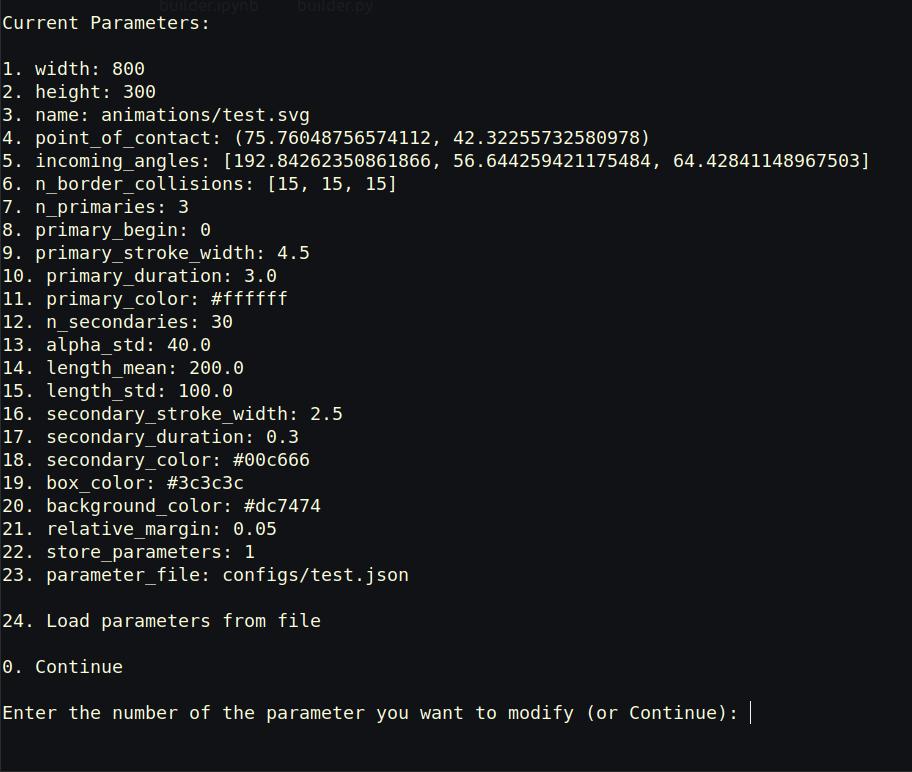 builder.ipynb builder.py
Current Parameters:
1. width: 800
2. height: 300
3. name: animations/test.svg
4. point_of_contact: (75.76048756574112, 42.32255732580978)
5. incoming_angles: [192.84262350861866, 56.644259421175484, 64.42841148967503]
6. n_border_collisions: [15, 15, 15]
7. n_primaries: 3
8. primary_begin: 0
9. primary_stroke_width: 4.5
10. primary_duration: 3.0
11. primary_color: #ffffff
12. n_secondaries: 30
13. alpha_std: 40.0
14. length_mean: 200.0
15. length_std: 100.0
16. secondary_stroke_width: 2.5
17. secondary_duration: 0.3
18. secondary_color: #00c666
19. box_color: #3c3c3c
20. background_color: #dc7474
21. relative_margin: 0.05
22. store_parameters: 1
23. parameter_file: configs/test.json
24. Load parameters from file
0. Continue
Enter the number of the parameter you want to modify (or Continue):